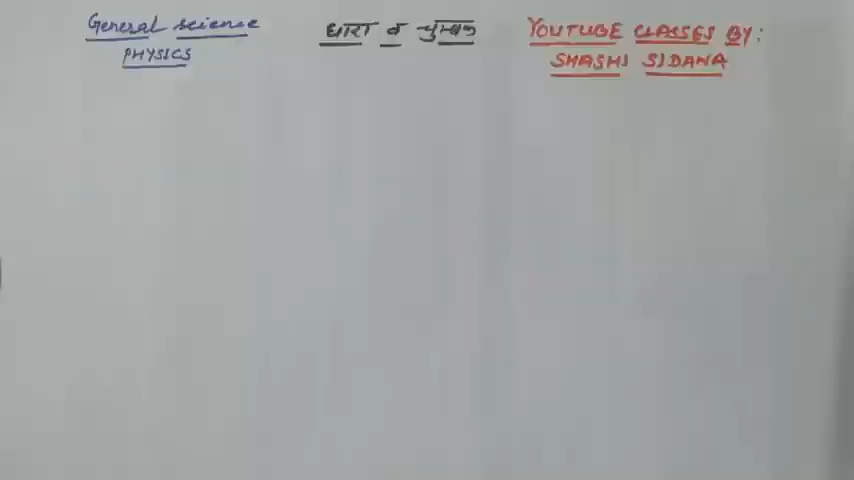 General science
PHYSICS
धारा व चुम्बक
YOUTUBE CLASSES BY:
SHASHI SIDANA